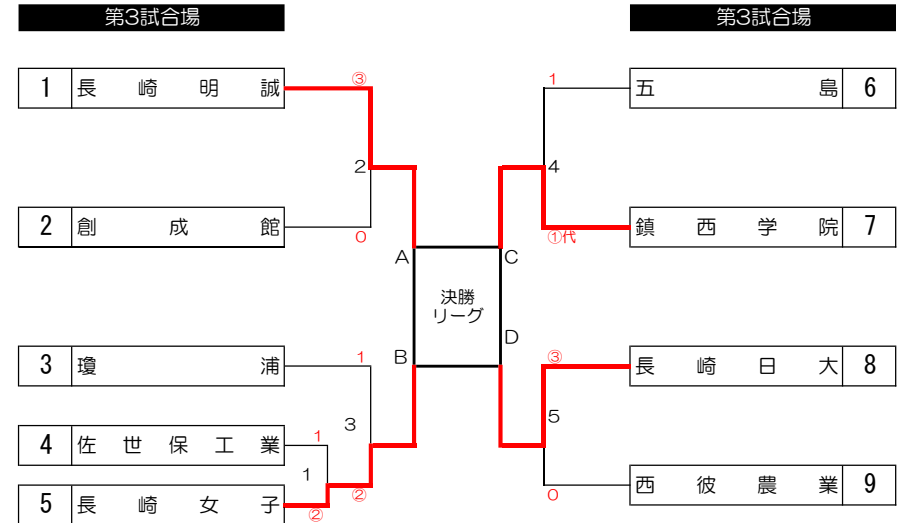 第3試合場
第3試合場
1 長崎明誠 ③
1 五島 6
2
4
2 創成館 0
①代 鎮西学院 7
A
C
決勝
リーグ
B
D
3 瓊浦 1
③ 長崎日大 8
3
5
4 佐世保工業 1
1
②
0 西彼農業 9
5 長崎女子 ②